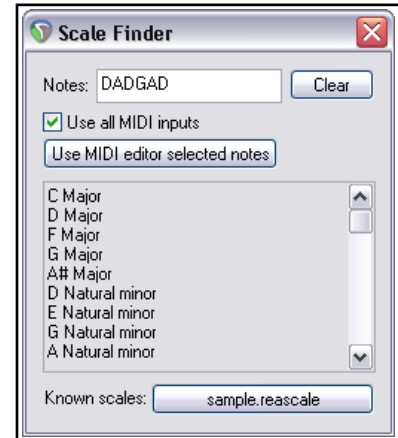 Scale Finder
Notes: DADGAD Clear
Use all MIDI inputs
Use MIDI editor selected notes
C Major
D Major
F Major
G Major
A# Major
D Natural minor
E Natural minor
G Natural minor
A Natural minor
Known scales: sample.reascale